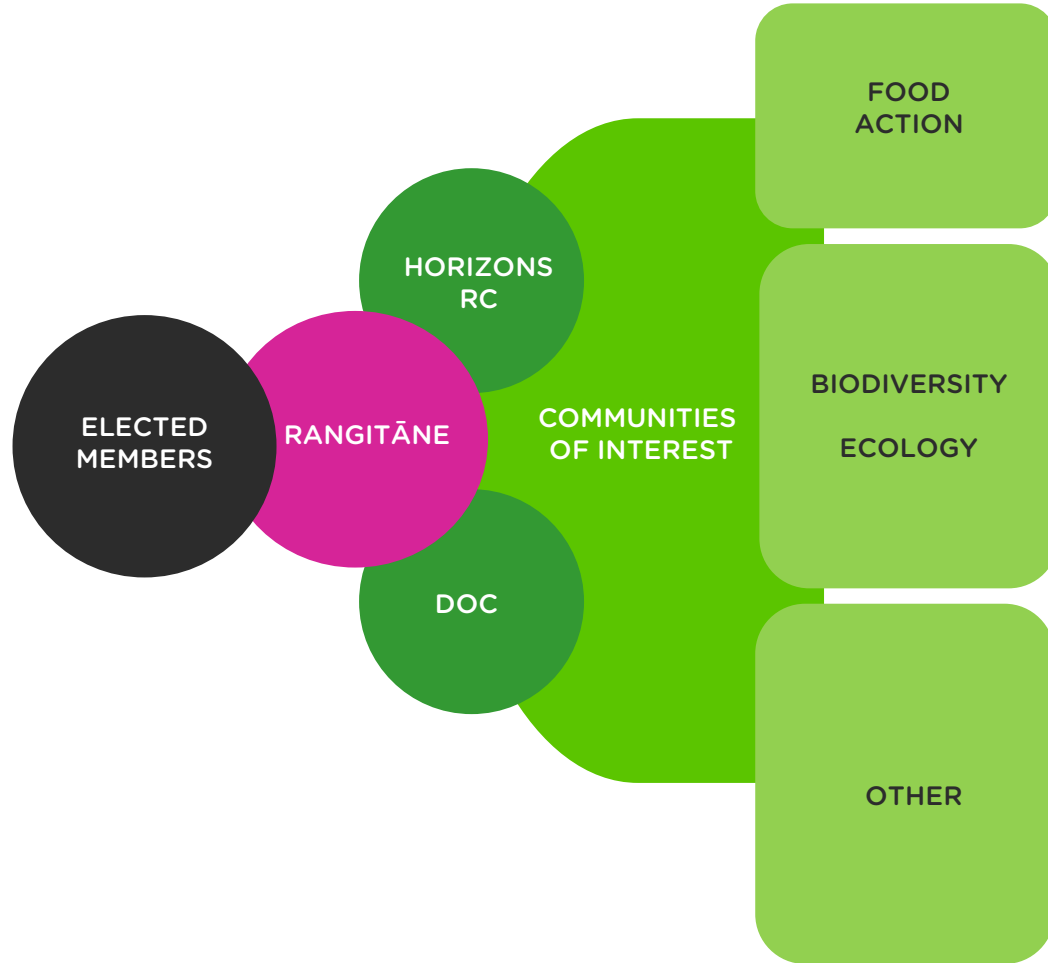 ELECTED
MEMBERS
RANGITĀNE
HORIZONS
RC
DOC
COMMUNITIES
OF INTEREST
FOOD
ACTION
BIODIVERSITY
ECOLOGY
OTHER